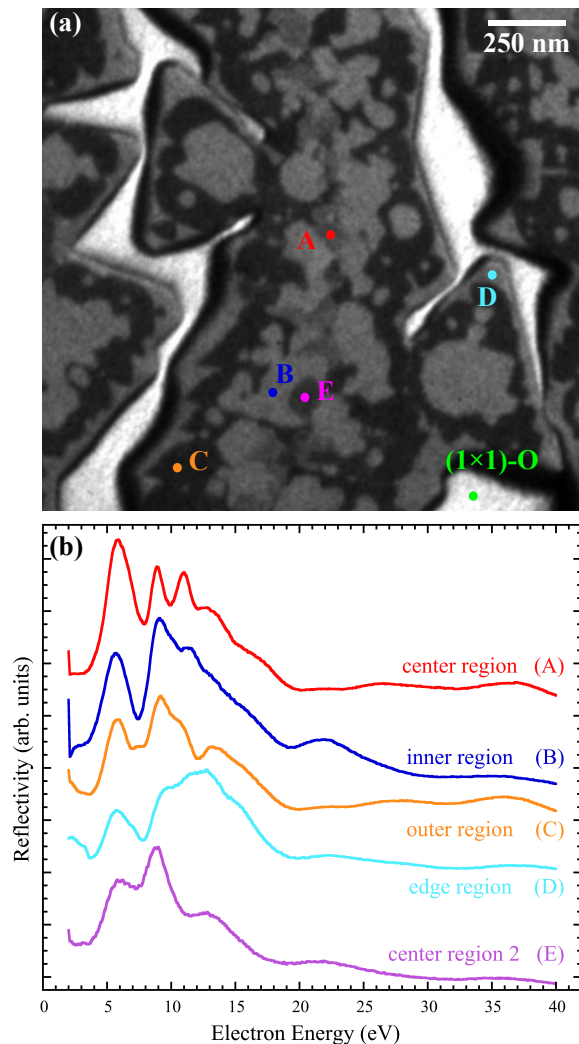 (a)
250 nm
A
D
B
E
C
(1×1)-O
(b)
Reflectivity (arb. units)
center region (A)
inner region (B)
outer region (C)
edge region (D)
center region 2 (E)
0 5 10 15 20 25 30 35 40
Electron Energy (eV)